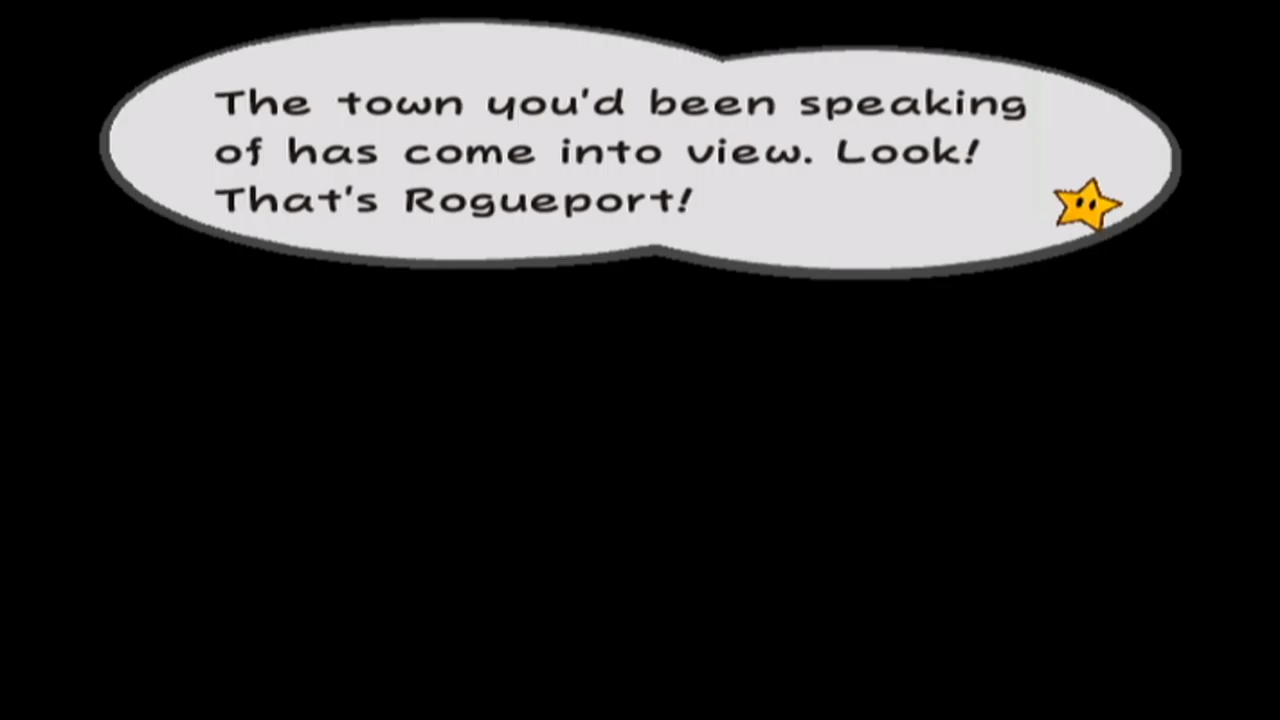 The town you'd been speaking
of has come into view. Look!
That's Rogueport!